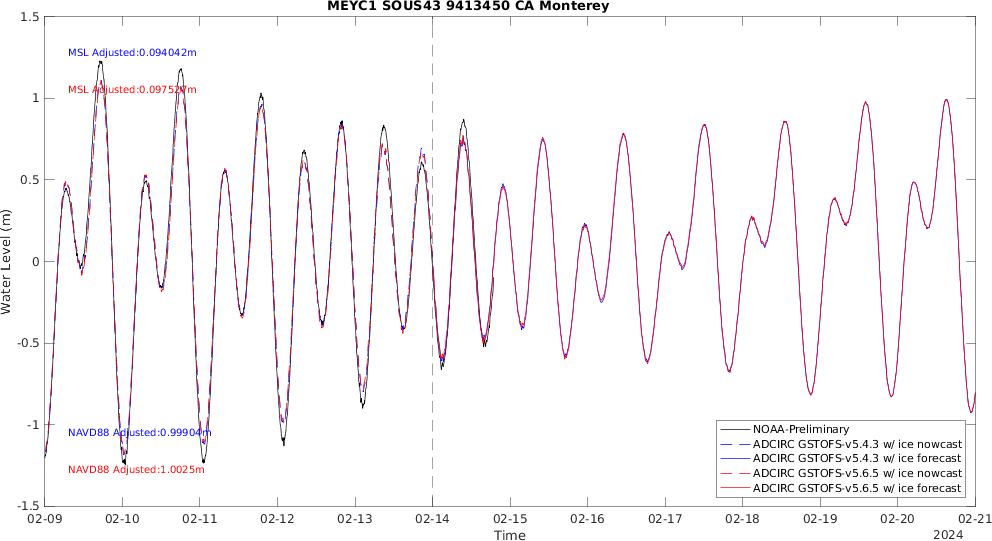 MEYC1 SOUS43 9413450 CA Monterey
1.5
1
0.5
0
-0.5
-1
-1.5
Water Level (m)
MSL Adjusted:0.094042m
MSL Adjusted:0.097527m
NAVD88 Adjusted:0.99904m
NAVD88 Adjusted:1.0025m
NOAA-Preliminary
ADCIRC GSTOFS-v5.4.3 w/ ice nowcast
ADCIRC GSTOFS-v5.4.3 w/ ice forecast
ADCIRC GSTOFS-v5.6.5 w/ ice nowcast
ADCIRC GSTOFS-v5.6.5 w/ ice forecast
02-09 02-10 02-11 02-12 02-13 02-14 02-15 02-16 02-17 02-18 02-19 02-20 02-21
Time
2024